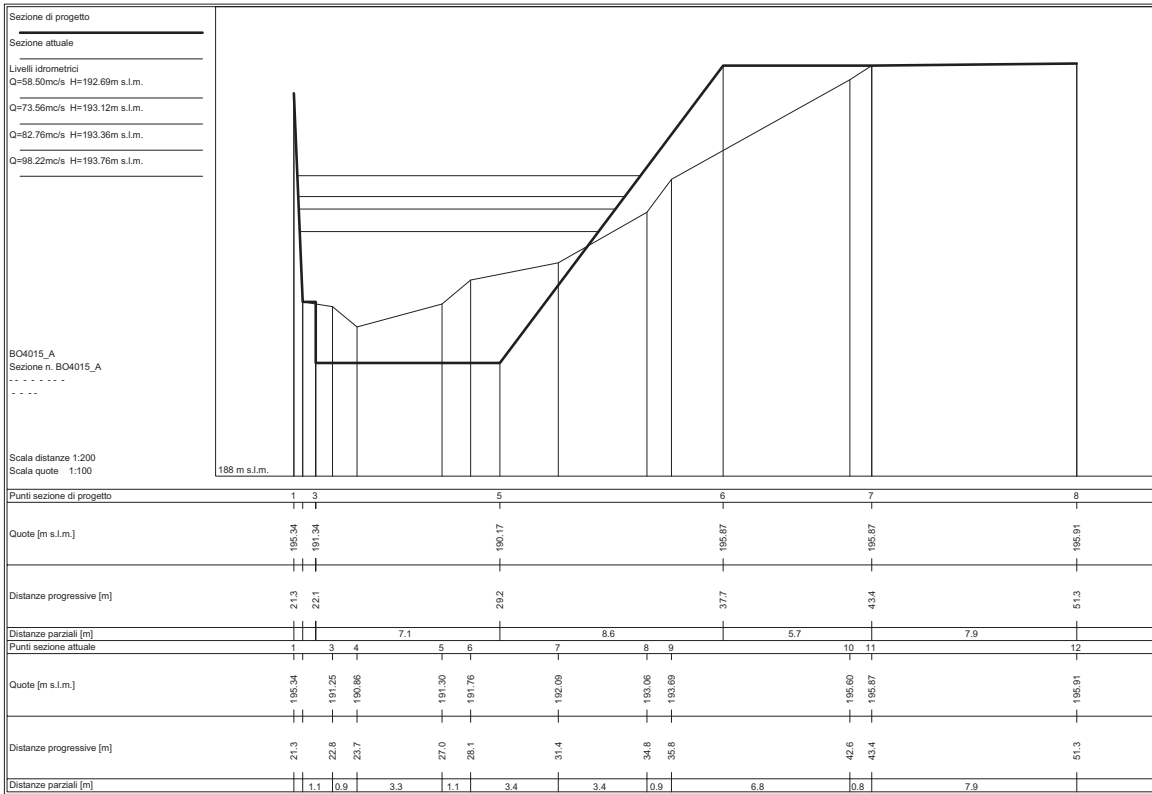 Sezione di progetto
Sezione attuale
Livelli idrometrici
Q=58.50mc/s H=192.69m s.l.m.
Q=73.56mc/s H=193.12m s.l.m.
Q=82.76mc/s H=193.36m s.l.m.
Q=98.22mc/s H=193.76m s.l.m.
BO4015_A
Sezione n. BO4015_A
-- - - - -- -
- - --
Scala distanze 1:200
Scala quote 1:100
188 m s.l.m.
Punti sezione di progetto 1 3 5 6 7 8
Quote [m s.l.m.] 195.34 191.34 190.17 195.87 195.87 195.91
Distanze progressive [m] 21.3 22.1 29.2 37.7 43.4 51.3
Distanze parziali [m] 7.1 8.6 5.7 7.9
Punti sezione attuale 1 3 4 5 6 7 8 9 10 11 12
Quote [m s.l.m.] 195.34 191.25 190.86 191.30 191.76 192.09 193.06 193.69 195.60 195.87 195.91
Distanze progressive [m] 21.3 22.8 23.7 27.0 28.1 31.4 34.8 35.8 42.6 43.4 51.3
Distanze parziali [m] 1.1 0.9 3.3 1.1 3.4 3.4 0.9 6.8 0.8 7.9